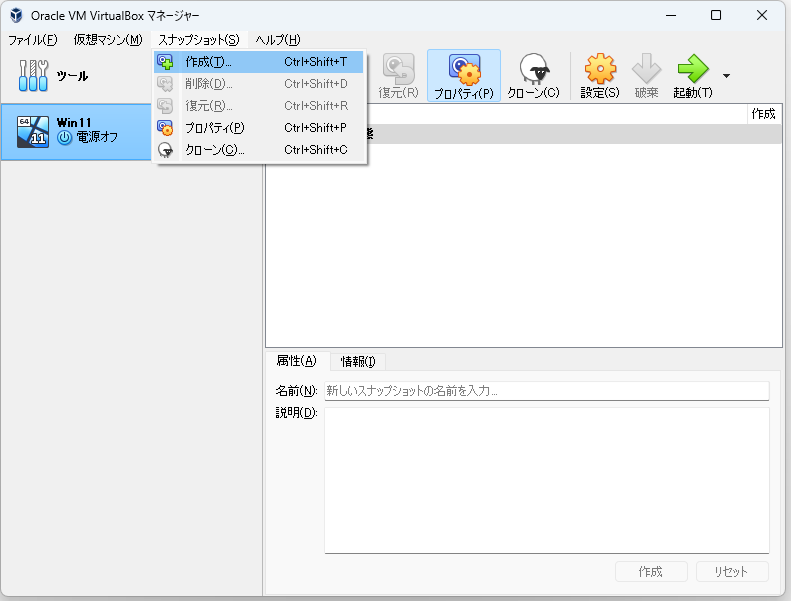 Oracle VM VirtualBox マネージャー
ファイル(F) 仮想マシン(M) スナップショット(S) ヘルプ(H)
作成(T)... Ctrl+Shift+T
削除(D)... Ctrl+Shift+D
復元(R)... Ctrl+Shift+R
プロパティ(P) Ctrl+Shift+P
クローン(C)... Ctrl+Shift+C
ツール
復元(R) プロパティ(P) クローン(C) 設定(S) 破棄 起動(T)
作成
64
11
Win11
電源オフ
態
属性(A) 情報(I)
名前(N): 新しいスナップショットの名前を入力...
説明(D):
作成 リセット